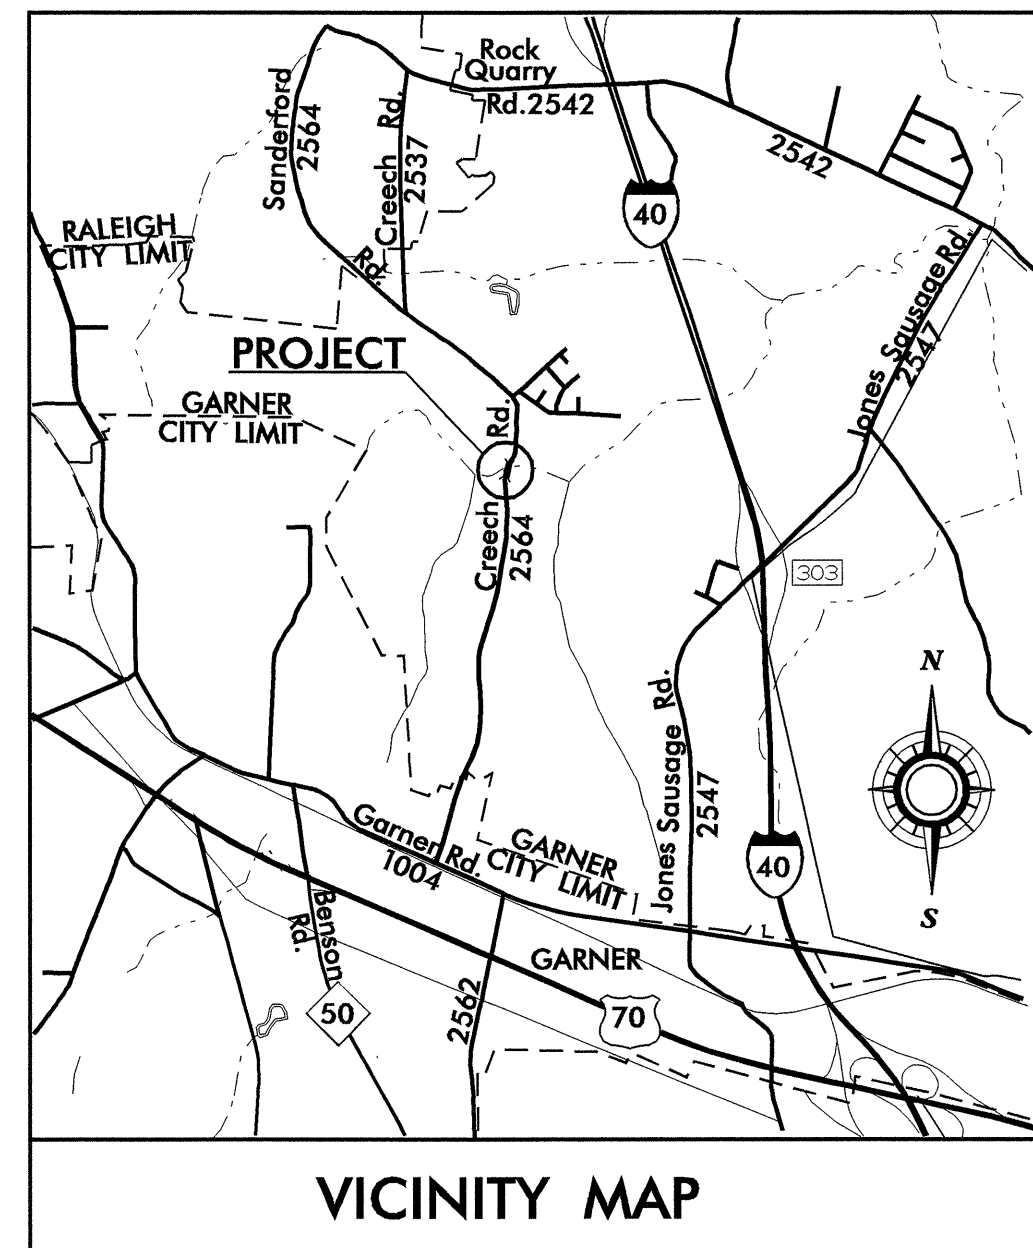 Rock
Quarry
Rd. 2542
Sanderford
2564
Rd.
Creech Rd.
2537
2542
40
RALEIGH
CITY LIMIT
Jones Sausage Rd.
2547
PROJECT
GARNER
CITY LIMIT
Rd.
Creech
2564
303
N
S
Jones Sausage Rd.
2547
Garner Rd.
1004
GARNER
CITY LIMIT
40
Benson
Rd.
GARNER
2562
50
70
VICINITY MAP